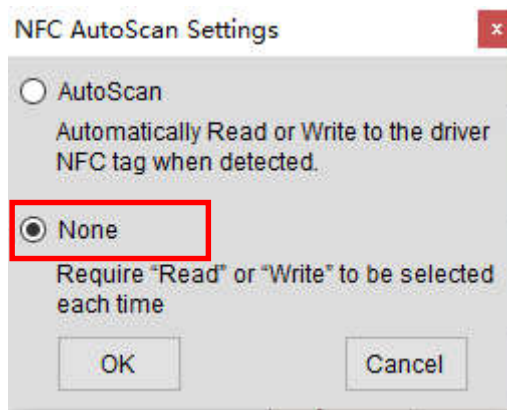 NFC AutoScan Settings
x
AutoScan
Automatically Read or Write to the driver
NFC tag when detected.
None
Require “Read” or “Write” to be selected
each time
OK
Cancel